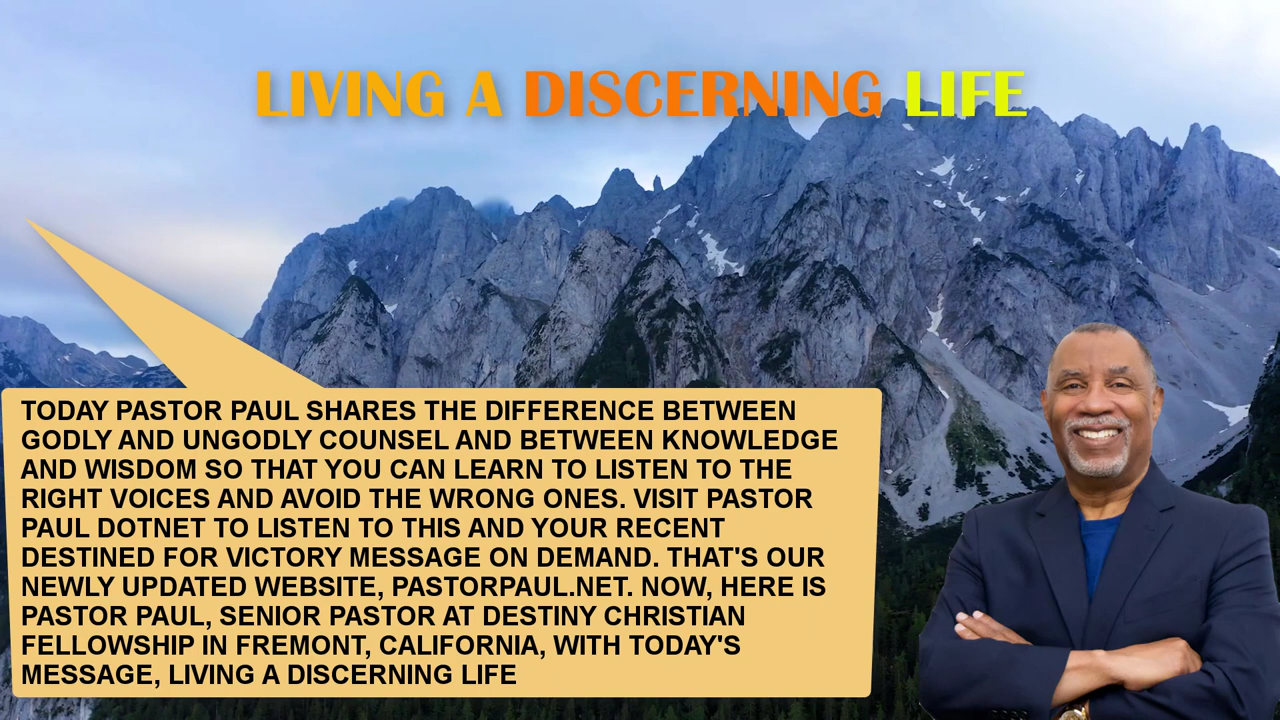 LIVING A DISCERNING LIFE
TODAY PASTOR PAUL SHARES THE DIFFERENCE BETWEEN
GODLY AND UNGODLY COUNSEL AND BETWEEN KNOWLEDGE
AND WISDOM SO THAT YOU CAN LEARN TO LISTEN TO THE
RIGHT VOICES AND AVOID THE WRONG ONES. VISIT PASTOR
PAUL DOTNET TO LISTEN TO THIS AND YOUR RECENT
DESTINED FOR VICTORY MESSAGE ON DEMAND. THAT'S OUR
NEWLY UPDATED WEBSITE, PASTORPAUL.NET. NOW, HERE IS
PASTOR PAUL, SENIOR PASTOR AT DESTINY CHRISTIAN
FELLOWSHIP IN FREMONT, CALIFORNIA, WITH TODAY'S
MESSAGE, LIVING A DISCERNING LIFE